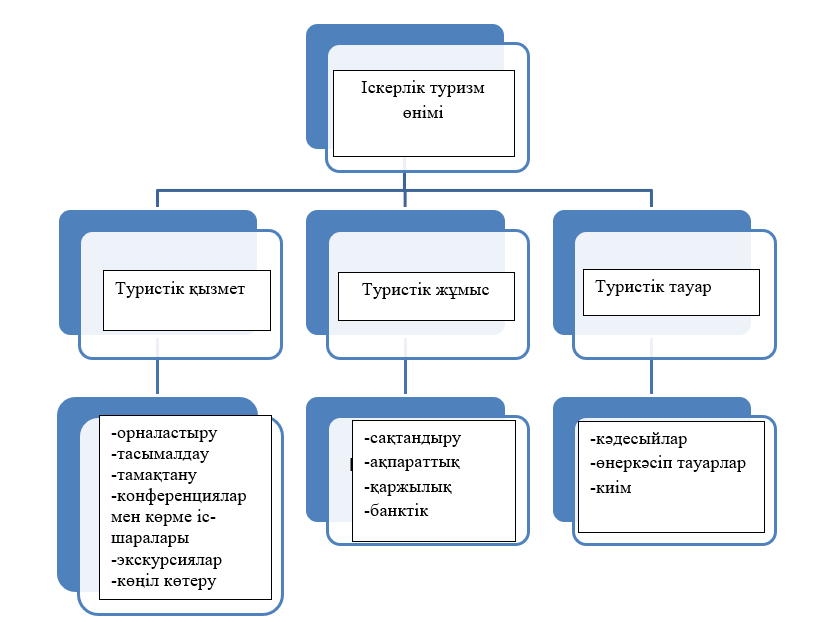 Іскерлік туризм
өнімі
Туристік қызмет
Туристік жұмыс
Туристік тауар
-орналастыру
-тасымалдау
-тамақтану
-конференциялар
мен көрме іс-
шаралары
-экскурсиялар
-көңіл көтеру
-сақтандыру
-ақпараттық
-қаржылық
-банктік
-кәдесыйлар
-өнеркәсіп тауарлар
-киім